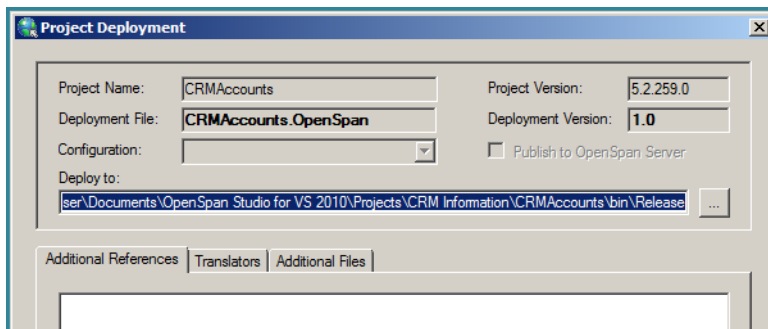 Project Deployment
Project Name: CRMAccounts Project Version: 5.2.259.0
Deployment File: CRMAccounts.OpenSpan Deployment Version: 1.0
Configuration: Publish to OpenSpan Server
Deploy to:
ser\Documents\OpenSpan Studio for VS 2010\Projects\CRM Information\CRMAccounts\bin\Release ...
Additional References Translators Additional Files